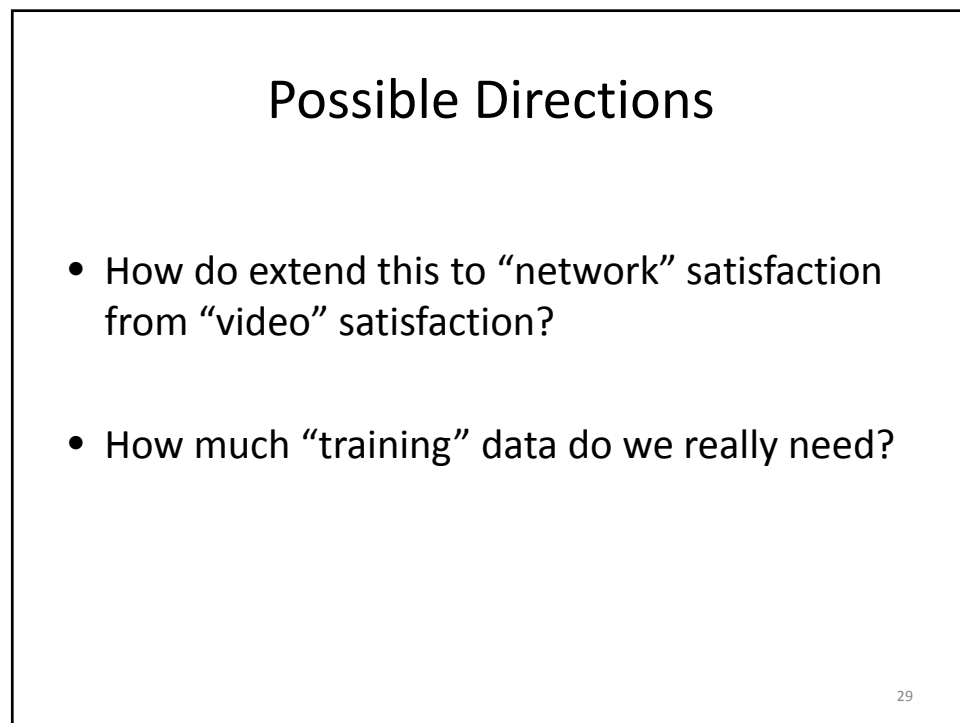 Possible Directions
• How do extend this to “network” satisfaction
from “video” satisfaction?
• How much “training” data do we really need?
29